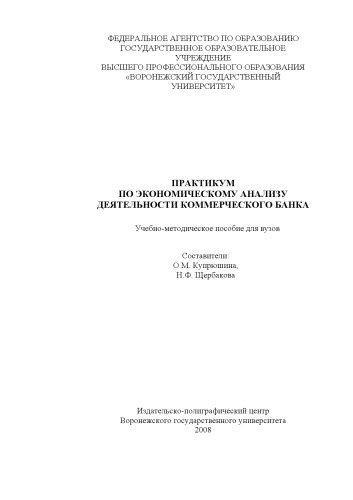 ФЕДЕРАЛЬНОЕ АГЕНТСТВО ПО ОБРАЗОВАНИЮ
ГОСУДАРСТВЕННОЕ ОБРАЗОВАТЕЛЬНОЕ
УЧРЕЖДЕНИЕ
ВЫСШЕГО ПРОФЕССИОНАЛЬНОГО ОБРАЗОВАНИЯ
«ВОРОНЕЖСКИЙ ГОСУДАРСТВЕННЫЙ
УНИВЕРСИТЕТ»
ПРАКТИКУМ
ПО ЭКОНОМИЧЕСКОМУ АНАЛИЗУ
ДЕЯТЕЛЬНОСТИ КОММЕРЧЕСКОГО БАНКА
Учебно-методическое пособие для вузов
Составители:
О.М. Купрюшина,
Н.Ф. Щербакова
Издательско-полиграфический центр
Воронежского государственного университета
2008